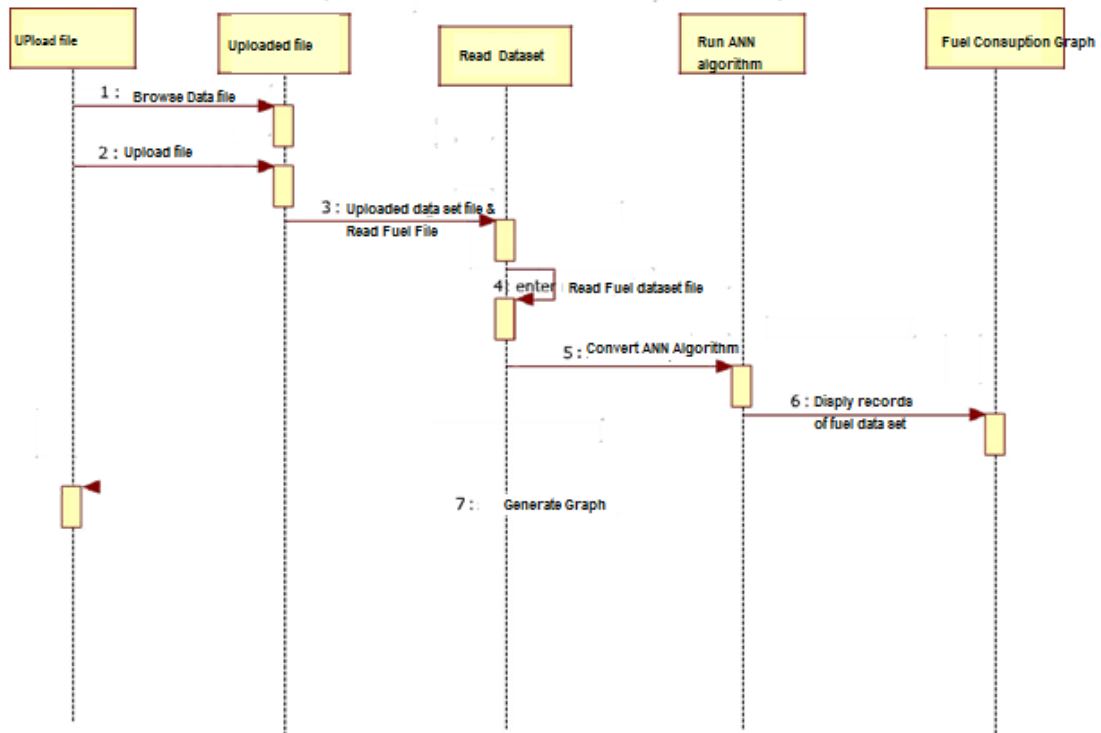 UPload file
Uploaded file
Read Dataset
Run ANN
algorithm
Fuel Consuption Graph
1 : Browse Data file
2 : Upload file
3 : Uploaded data set file &
Read Fuel File
4: enter Read Fuel dataset file
5 : Convert ANN Algorithm
6 : Disply records
of fuel data set
7 : Generate Graph